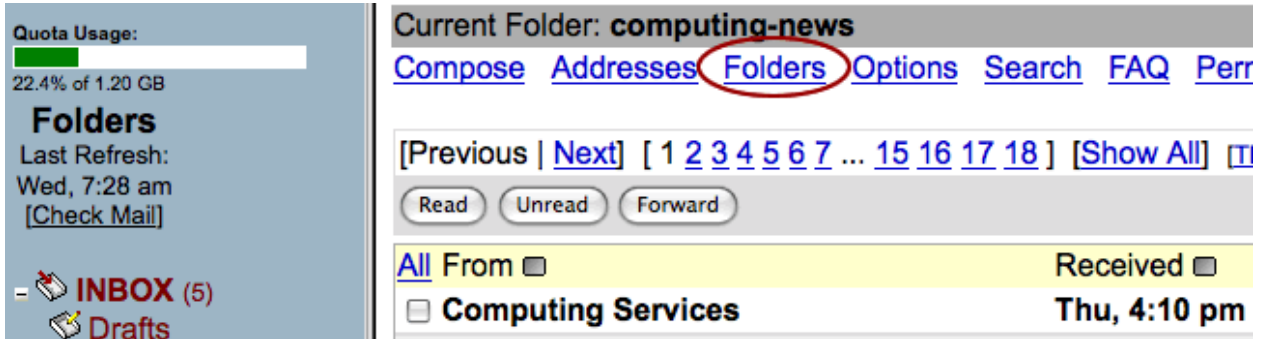 Quota Usage:
22.4% of 1.20 GB
Folders
Last Refresh:
Wed, 7:28 am
[Check Mail]
INBOX (5)
Drafts
Current Folder: computing-news
Compose Addresses Folders Options Search FAQ Perr
[Previous | Next] [ 1 2 3 4 5 6 7 ... 15 16 17 18 ] [Show All]
Read Unread Forward
All From Received
Computing Services Thu, 4:10 pm